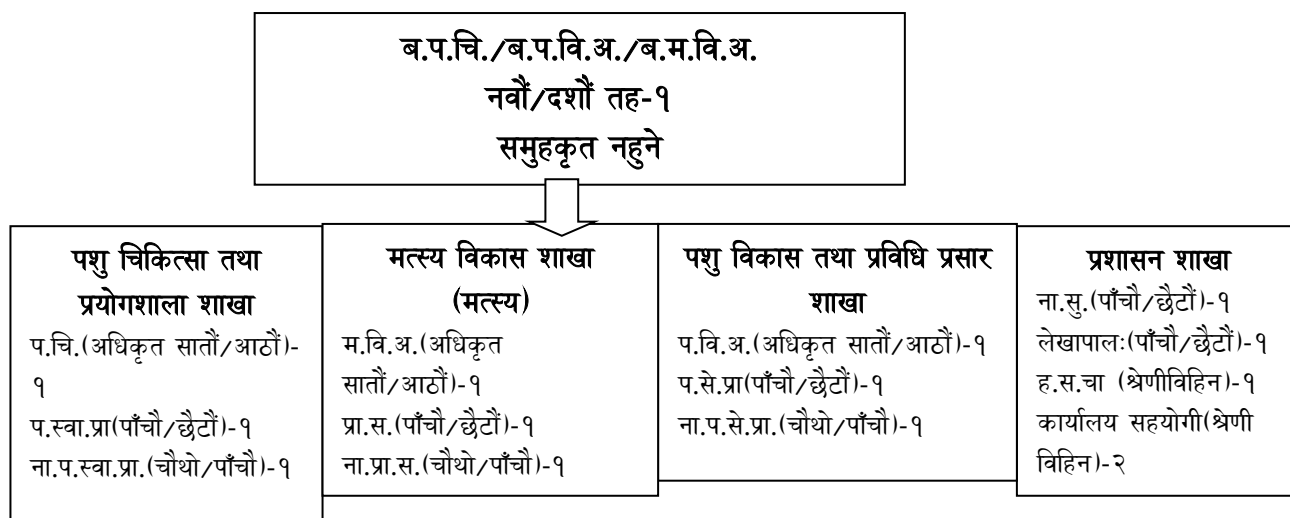 ब.प.चि./ब.प.वि.अ./ब.म.वि.अ.
नवौं/दशौं तह-१
समुहकृत नहुने
पशु चिकित्सा तथा
प्रयोगशाला शाखा
प.चि.(अधिकृत सातौं/आठौं)-
१
प.स्वा.प्रा(पाँचौ/छैटौं)-१
ना.प.स्वा.प्रा.(चौथो/पाँचौ)-१
मत्स्य विकास शाखा
(मत्स्य)
म.वि.अ.(अधिकृत
सातौं/आठौं)-१
प्रा.स.(पाँचौ/छैटौं)-१
ना.प्रा.स.(चौथो/पाँचौ)-१
पशु विकास तथा प्रविधि प्रसार
शाखा
प.वि.अ.(अधिकृत सातौं/आठौं)-१
प.से.प्रा(पाँचौ/छैटौं)-१
ना.प.से.प्रा.(चौथो/पाँचौ)-१
प्रशासन शाखा
ना.सु.(पाँचौ/छैटौं)-१
लेखापालः(पाँचौ/छैटौं)-१
ह.स.चा (श्रेणीविहिन)-१
कार्यालय सहयोगी(श्रेणी
विहिन)-२